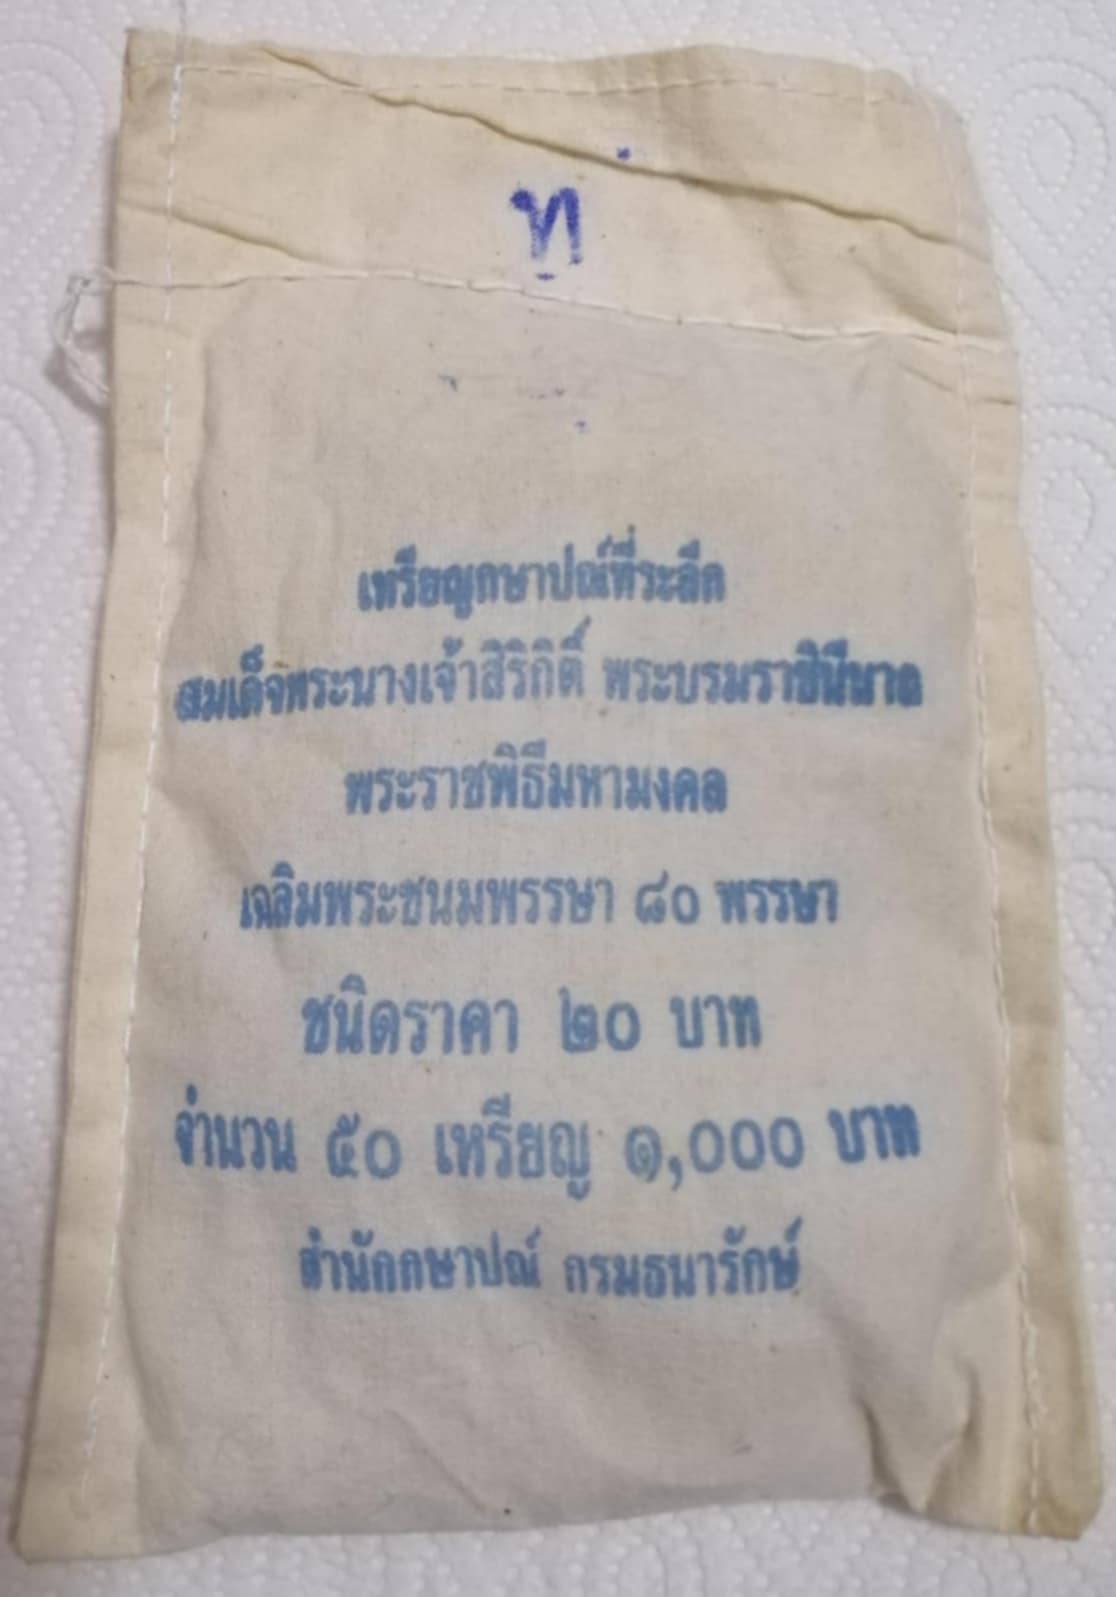 ท
เหรียญกษาปณ์ที่ระลึก
สมเด็จพระนางเจ้าสิริกิติ์ พระบรมราชินีนาถ
พระราชพิธีมหามงคล
เฉลิมพระชนมพรรษา ๘๐ พรรษา
ชนิดราคา ๒๐ บาท
จำนวน ๕๐ เหรียญ ๑,๐๐๐ บาท
สำนักกษาปณ์ กรมธนารักษ์